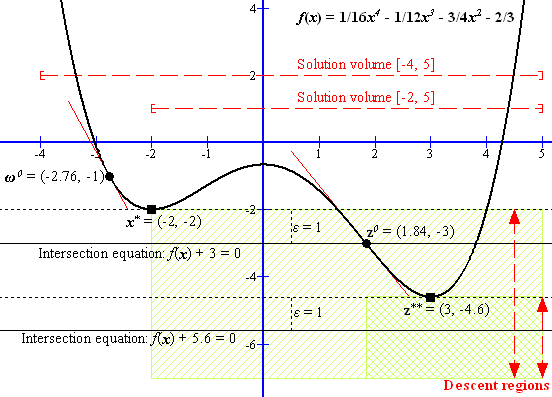 f(x) = 1/16x⁴ - 1/12x³ - 3/4x² - 2/3
4
Solution volume [-4, 5]
2
Solution volume [-2, 5]
-4 -3 -2 -1 1 2 3 4 5
ω⁰ = (-2.76, -1)
-2
x* = (-2, -2)
ε = 1
z⁰ = (1.84, -3)
Intersection equation: f(x) + 3 = 0
-4
z** = (3, -4.6)
ε = 1
Intersection equation: f(x) + 5.6 = 0
-6
Descent regions